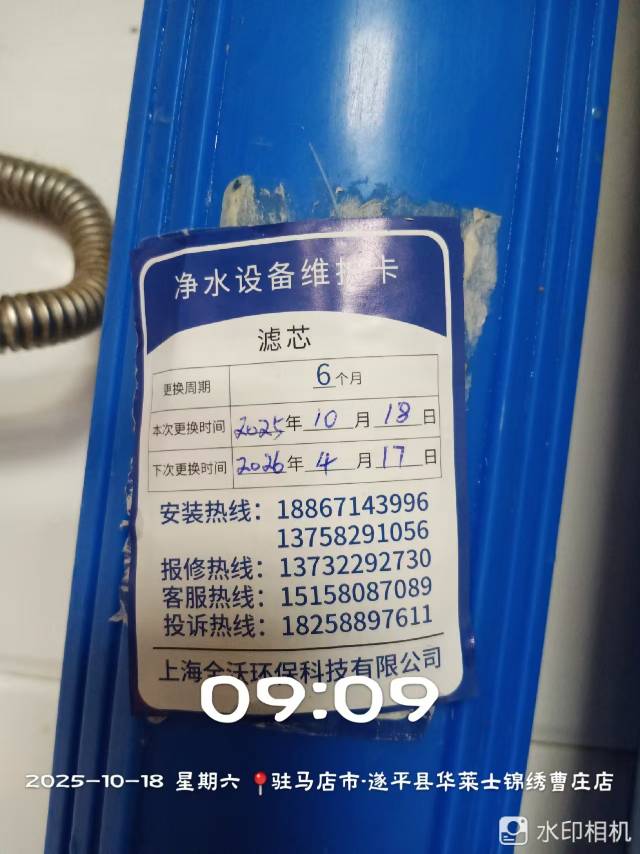 净水设备维护卡
滤芯
更换周期 6个月
本次更换时间 2025年 10 月 18 日
下次更换时间 2026年 4 月 17 日
安装热线：18867143996
13758291056
报修热线：13732292730
客服热线：15158087089
投诉热线：18258897611
上海全沃环保科技有限公司
09:09
2025-10-18 星期六 驻马店市·遂平县华莱士锦绣曹庄店
水印相机